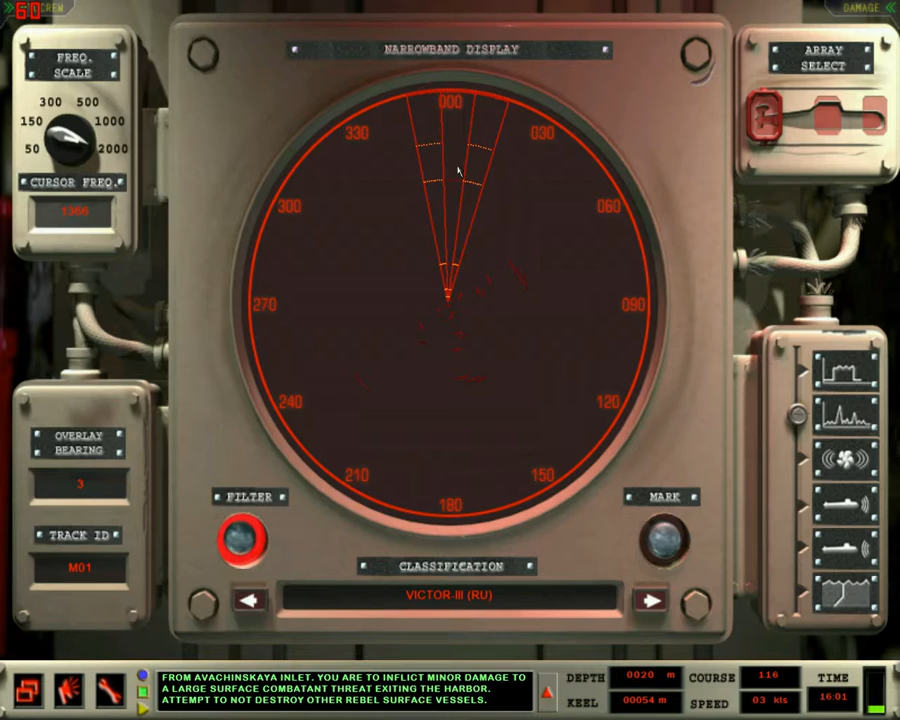 60
CREW
DAMAGE
FREQ.
SCALE
300 500
150 1000
50 2000
CURSOR FREQ.
1366
NARROWBAND DISPLAY
ARRAY
SELECT
000
330 030
300 060
270 090
240 120
210 150
180
OVERLAY
BEARING
3
TRACK ID
M01
FILTER
MARK
CLASSIFICATION
VICTOR-III (RU)
FROM AVACHINSKAYA INLET. YOU ARE TO INFLICT MINOR DAMAGE TO
A LARGE SURFACE COMBATANT THREAT EXITING THE HARBOR.
ATTEMPT TO NOT DESTROY OTHER REBEL SURFACE VESSELS.
DEPTH 0020 m COURSE 116 TIME
KEEL 00054 m SPEED 03 kts 16:01